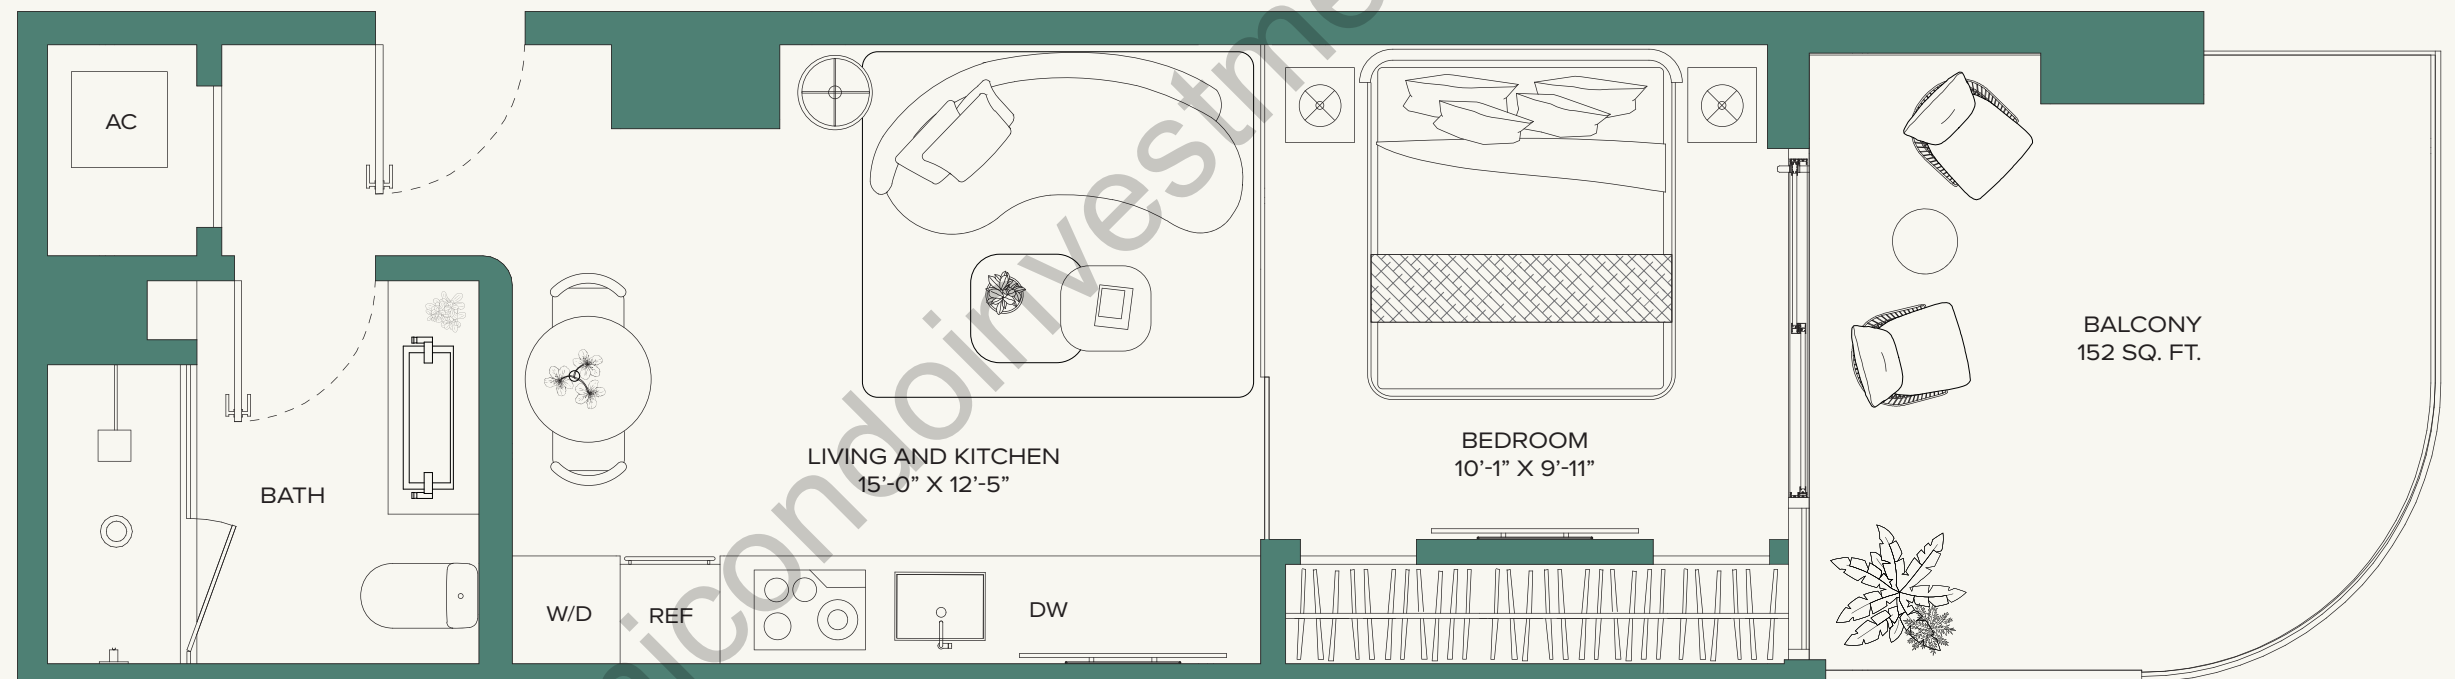 AC
BALCONY
152 SQ. FT.
BEDROOM
10'-1" X 9'-11"
LIVING AND KITCHEN
15'-0" X 12'-5"
BATH
W/D
REF
DW
icondoinvestme